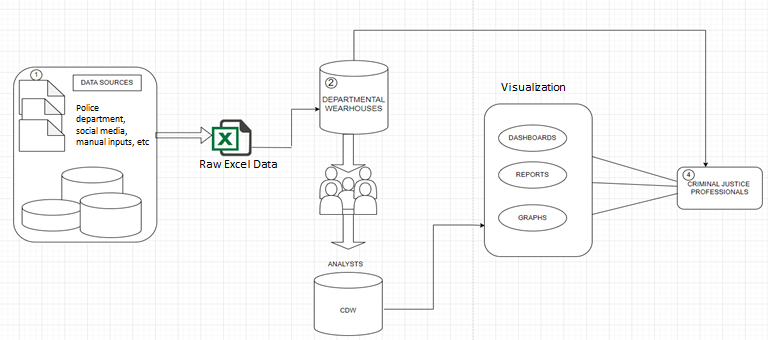 1
DATA SOURCES
Police
department,
social media,
manual inputs, etc
X
Raw Excel Data
2
DEPARTMENTAL
WEARHOUSES
ANALYSTS
CDW
Visualization
DASHBOARDS
REPORTS
GRAPHS
4
CRIMINAL JUSTICE
PROFESSIONALS